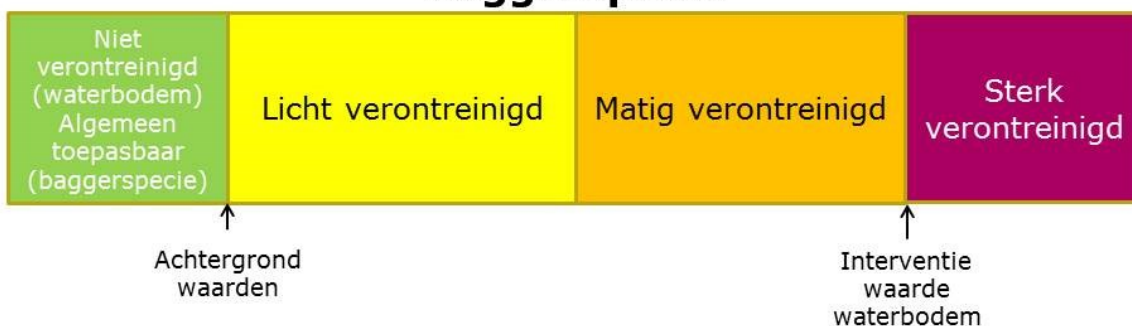 Niet
verontreinigd
(waterbodem)
Algemeen
toepasbaar
(baggerspecie)
Licht verontreinigd
Matig verontreinigd
Sterk
verontreinigd
Achtergrond
waarden
Interventie
waarde
waterbodem